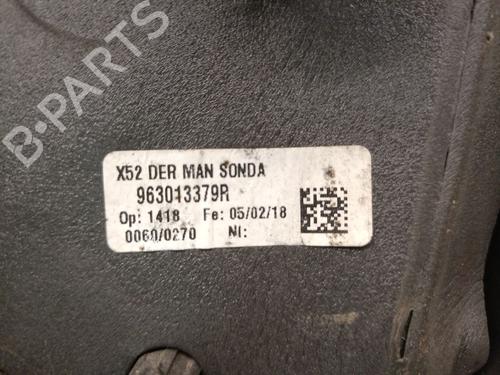 B-PARTS
X52 DER MAN SONDA
963013379R
Op: 1418 Fe: 05/02/18
0060/0270 NI: